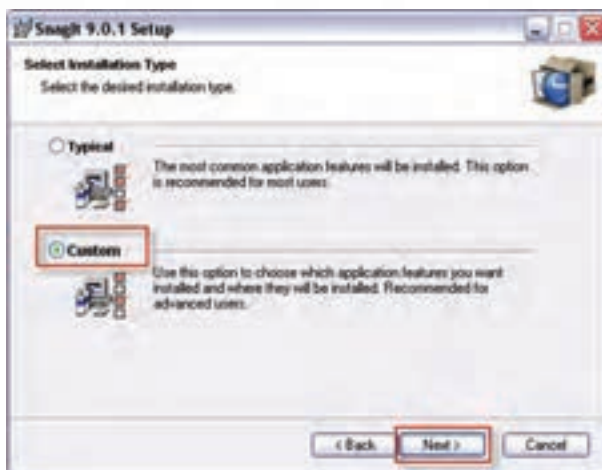 SnagIt 9.0.1 Setup
Select Installation Type
Select the desired installation type.
Typical
The most common application features will be installed. This option
is recommended for most users.
Custom
Use this option to choose which application features you want
installed and where they will be installed. Recommended for
advanced users.
< Back
Next >
Cancel